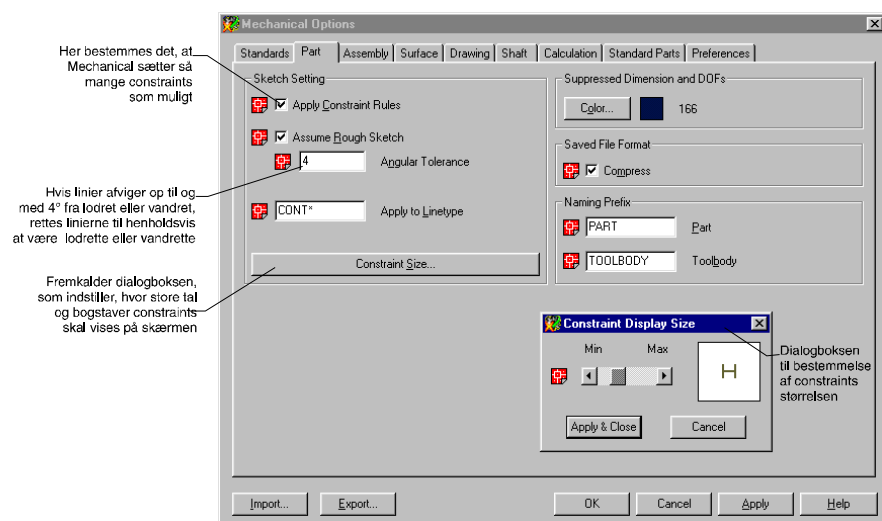 Mechanical Options
Standards Part Assembly Surface Drawing Shaft Calculation Standard Parts Preferences
Her bestemmes det, at
Mechanical sætter så
mange constraints
som muligt
Sketch Setting
Apply Constraint Rules
Assume Rough Sketch
4 Angular Tolerance
Hvis linier afviger op til og
med 4° fra lodret eller vandret,
rettes linierne til henholdsvis
at være lodrette eller vandrette
CONT* Apply to Linetype
Constraint Size...
Fremkalder dialogboksen,
som indstiller, hvor store tal
og bogstaver constraints
skal vises på skærmen
Suppressed Dimension and DOFs
Color... 166
Saved File Format
Compress
Naming Prefix
PART Part
TOOLBODY Toolbody
Constraint Display Size
Min Max
H
Apply & Close Cancel
Dialogboksen
til bestemmelse
af constraints
størrelsen
Import... Export... OK Cancel Apply Help